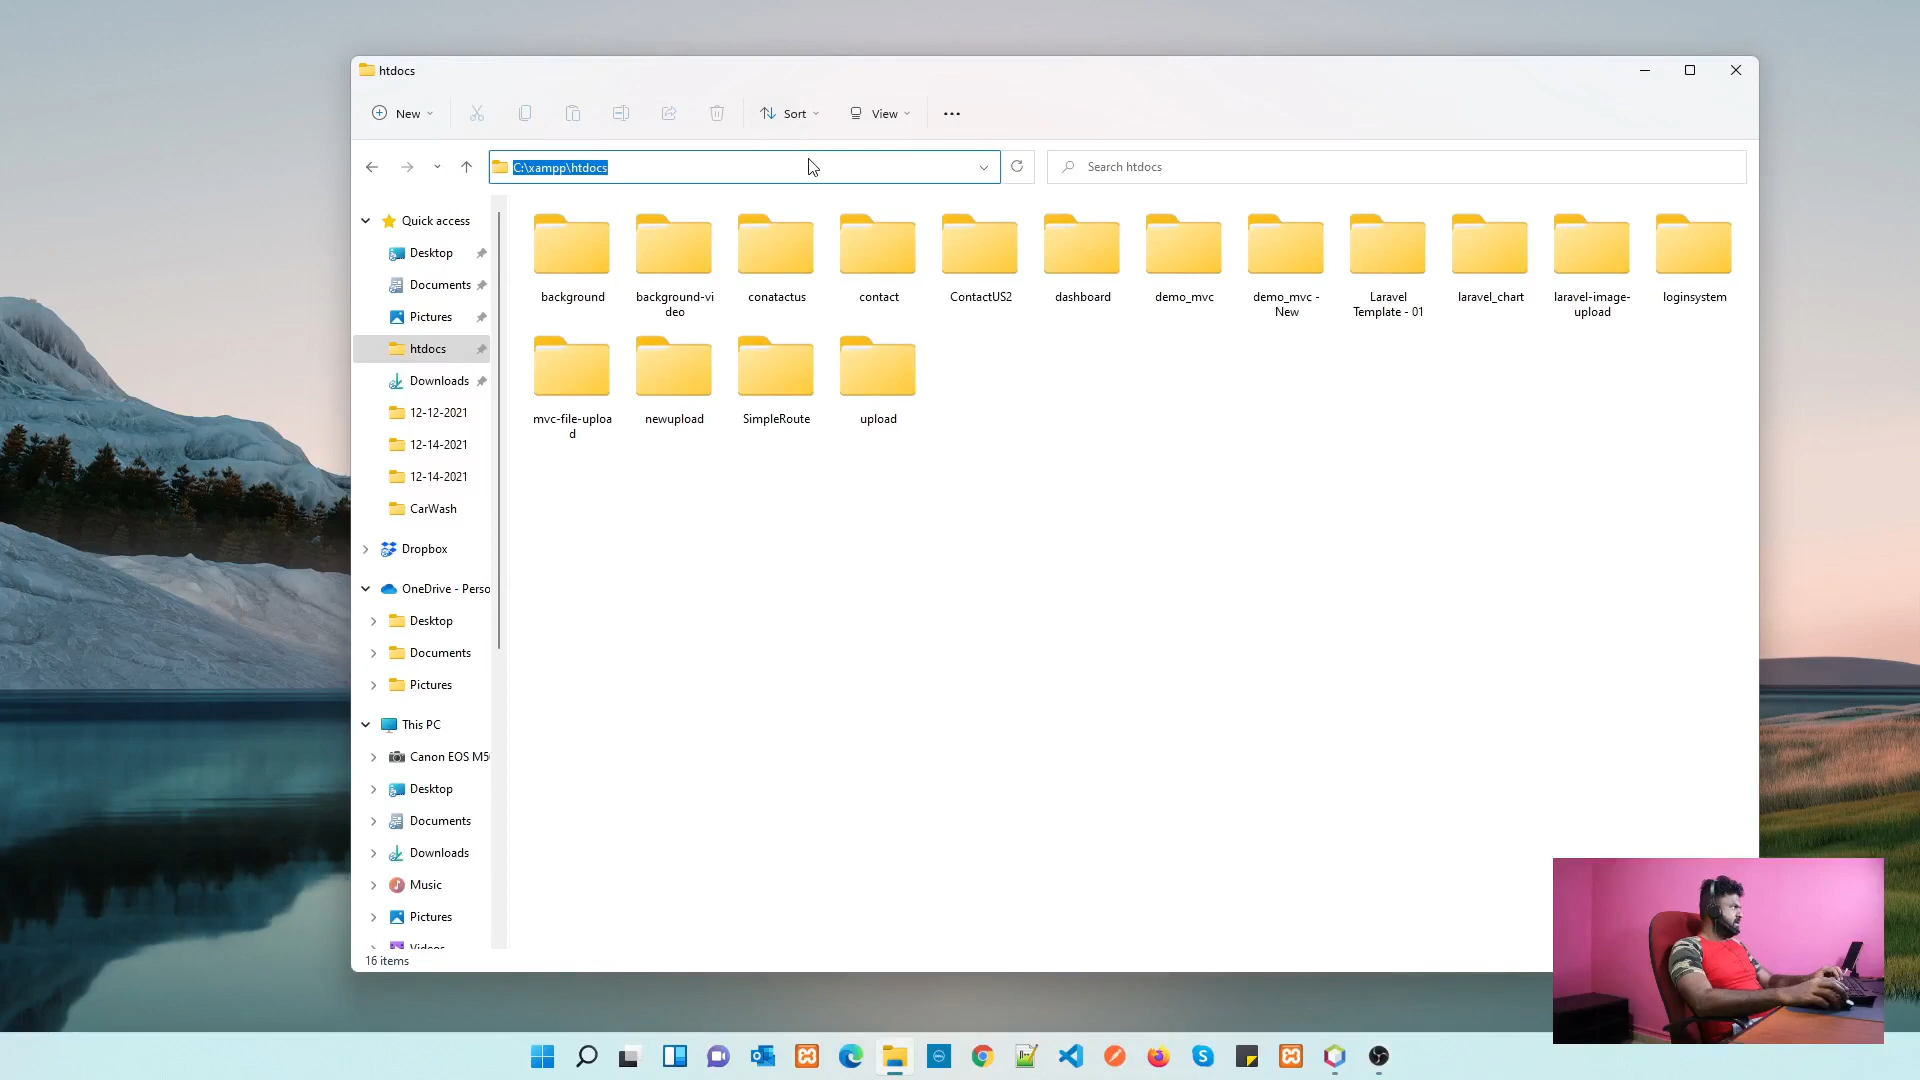 htdocs
New
Sort
View
C:\xampp\htdocs
Search htdocs
Quick access
Desktop
Documents
Pictures
htdocs
Downloads
12-12-2021
12-14-2021
12-14-2021
CarWash
Dropbox
OneDrive - Perso
Desktop
Documents
Pictures
This PC
Canon EOS M5
Desktop
Documents
Downloads
Music
Pictures
Videos
background
background-vi
deo
conatactus
contact
ContactUS2
dashboard
demo_mvc
demo_mvc -
New
Laravel
Template - 01
laravel_chart
laravel-image-
upload
loginsystem
mvc-file-uploa
d
newupload
SimpleRoute
upload
16 items